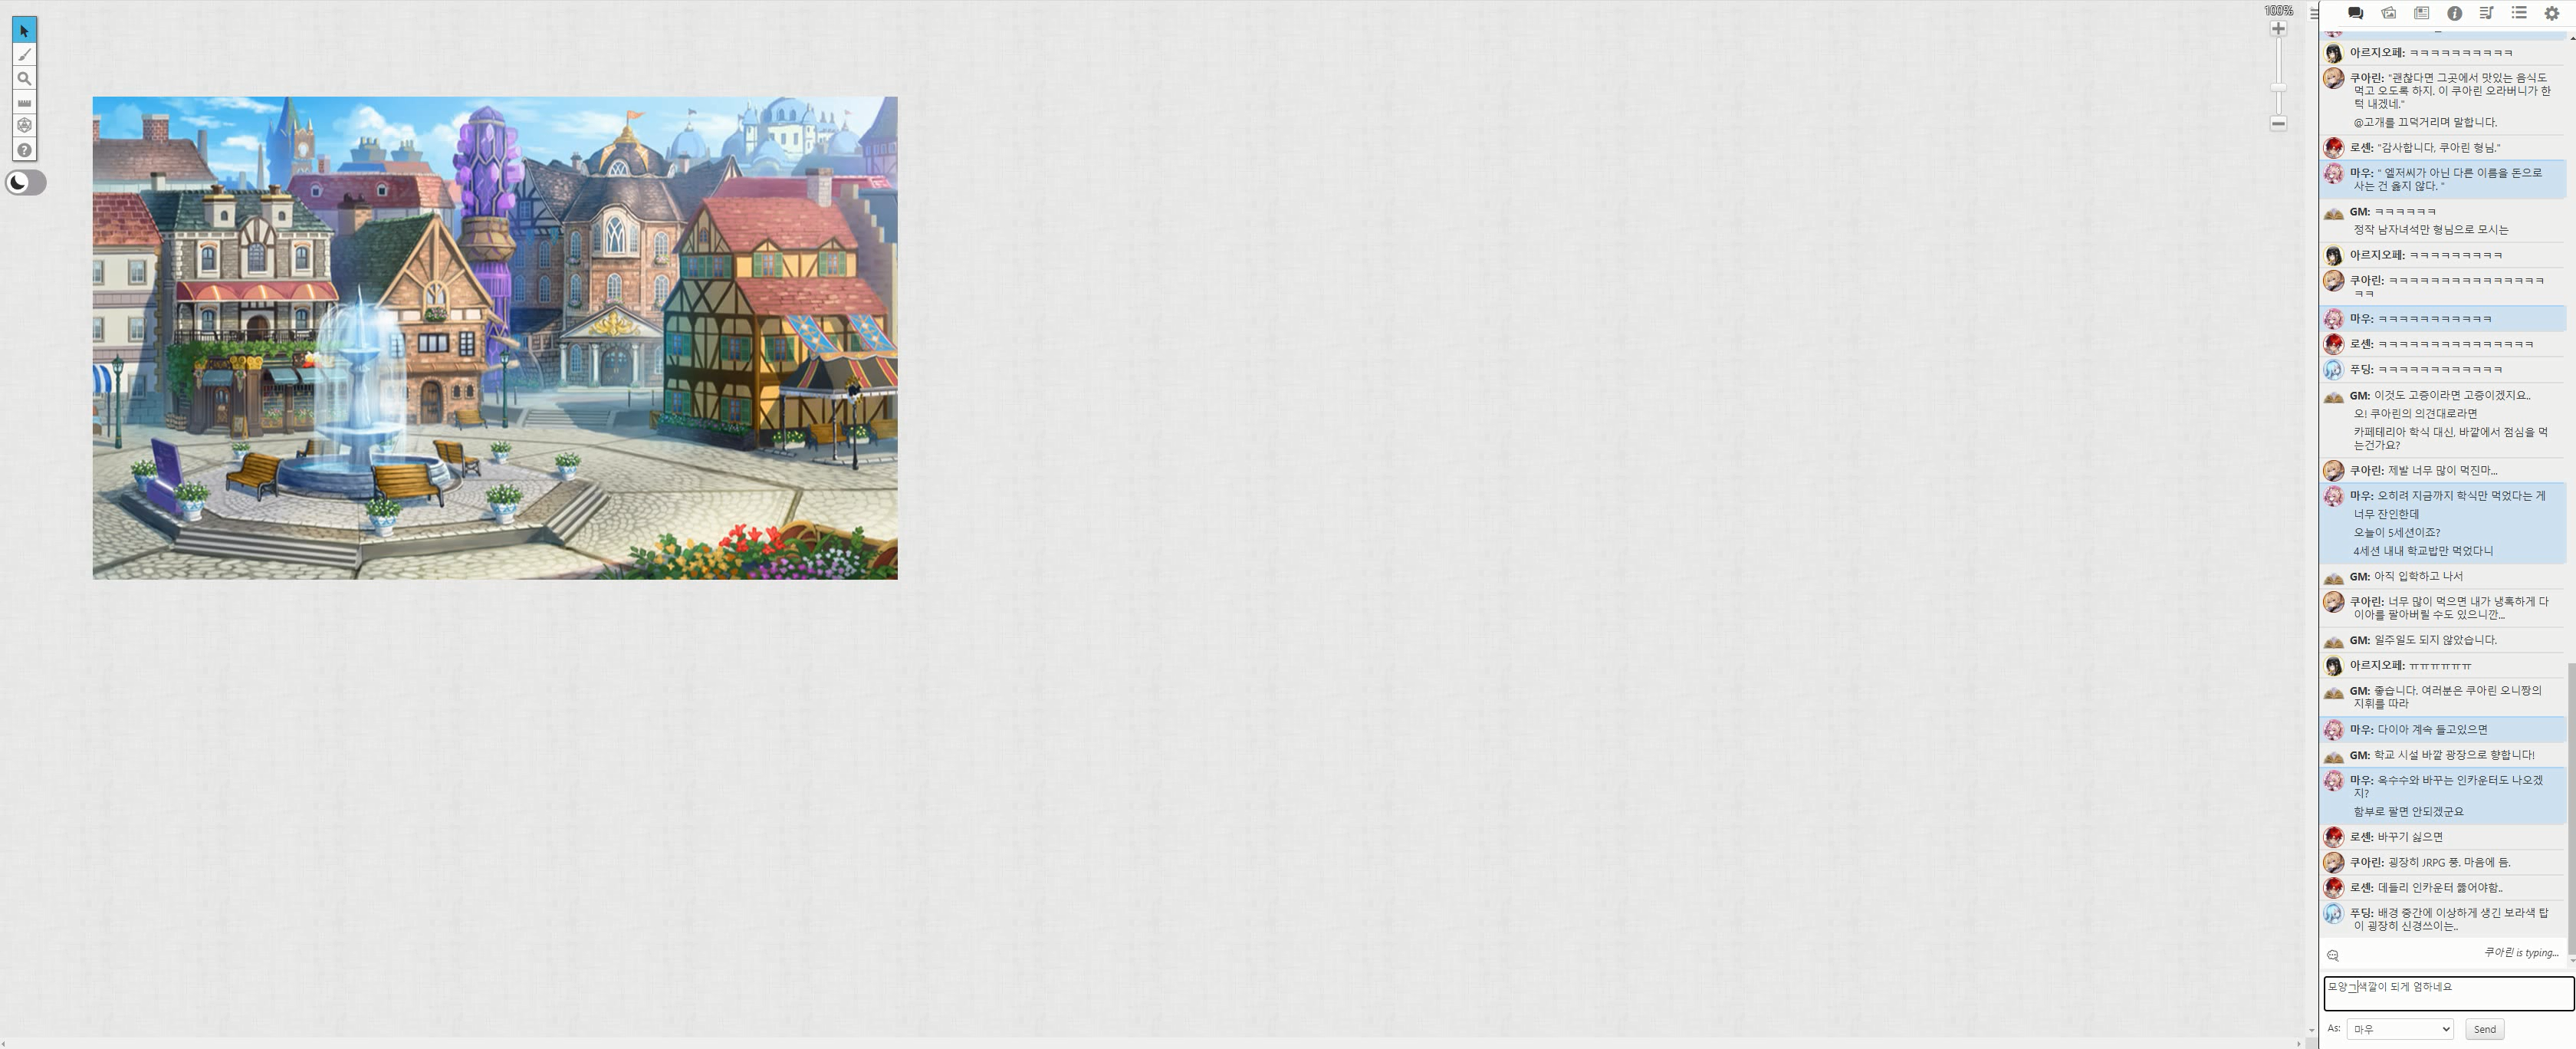 100%
아르지오페: ㅋㅋㅋㅋㅋㅋㅋㅋㅋㅋ
쿠아린: "괜찮다면 그곳에서 맛있는 음식도
먹고 오도록 하지. 이 쿠아린 오라버니가 한
턱 내겠네."
@고개를 끄덕거리며 말합니다.
로센: "감사합니다, 쿠아린 형님."
마우: " 엘저씨가 아닌 다른 이름을 돈으로
사는 건 옳지 않다. "
GM: ㅋㅋㅋㅋㅋㅋ
정작 남자녀석만 형님으로 모시는
아르지오페: ㅋㅋㅋㅋㅋㅋㅋㅋㅋ
쿠아린: ㅋㅋㅋㅋㅋㅋㅋㅋㅋㅋㅋㅋㅋㅋㅋ
ㅋㅋ
마우: ㅋㅋㅋㅋㅋㅋㅋㅋㅋㅋㅋ
로센: ㅋㅋㅋㅋㅋㅋㅋㅋㅋㅋㅋㅋㅋㅋㅋ
푸딩: ㅋㅋㅋㅋㅋㅋㅋㅋㅋㅋㅋㅋ
GM: 이것도 고증이라면 고증이겠지요..
오! 쿠아린의 의견대로라면
카페테리아 학식 대신, 바깥에서 점심을 먹
는건가요?
쿠아린: 제발 너무 많이 먹진마...
마우: 오히려 지금까지 학식만 먹었다는 게
너무 잔인한데
오늘이 5세션이죠?
4세션 내내 학교밥만 먹었다니
GM: 아직 입학하고 나서
쿠아린: 너무 많이 먹으면 내가 냉혹하게 다
이아를 팔아버릴 수도 있으니깐...
GM: 일주일도 되지 않았습니다.
아르지오페: ㅠㅠㅠㅠㅠㅠ
GM: 좋습니다. 여러분은 쿠아린 오니짱의
지휘를 따라
마우: 다이아 계속 들고있으면
GM: 학교 시설 바깥 광장으로 향합니다!
마우: 옥수수와 바꾸는 인카운터도 나오겠
지?
함부로 팔면 안되겠군요
로센: 바꾸기 싫으면
쿠아린: 굉장히 JRPG 풍. 마음에 듬.
로센: 데들리 인카운터 뚫어야함..
푸딩: 배경 중간에 이상하게 생긴 보라색 탑
이 굉장히 신경쓰이는..
쿠아린 is typing...
모양그색깔이 되게 엄하네요
As: 마우 Send